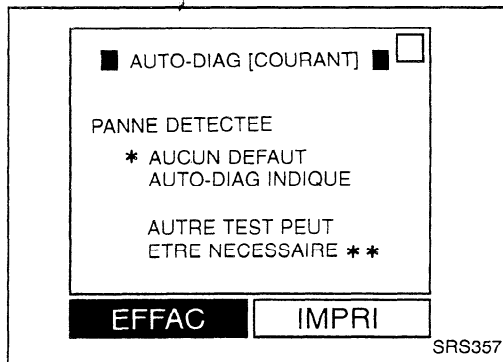 AUTO-DIAG [COURANT]
PANNE DETECTEE
* AUCUN DEFAUT
AUTO-DIAG INDIQUE
AUTRE TEST PEUT
ETRE NECESSAIRE **
EFFAC IMPRI
SRS357